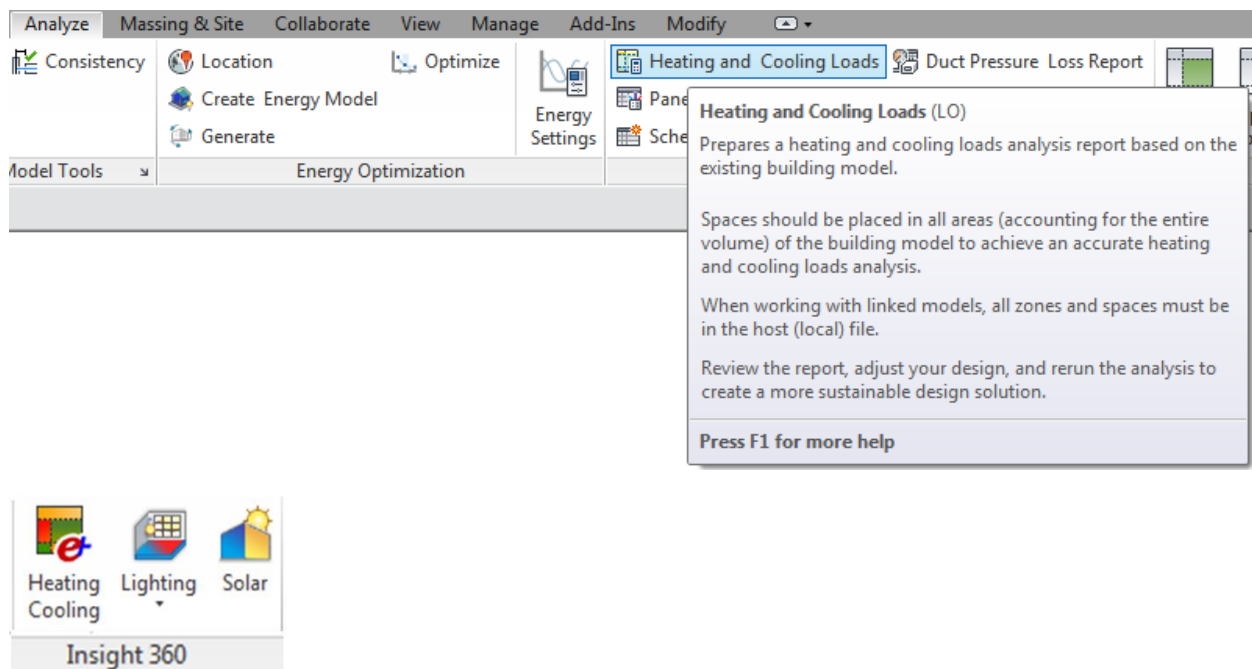 Analyze Massing & Site Collaborate View Manage Add-Ins Modify
Consistency Location Optimize Heating and Cooling Loads Duct Pressure Loss Report
Create Energy Model
Generate
Energy
Settings
Model Tools Energy Optimization
Heating and Cooling Loads (LO)
Prepares a heating and cooling loads analysis report based on the
existing building model.
Spaces should be placed in all areas (accounting for the entire
volume) of the building model to achieve an accurate heating
and cooling loads analysis.
When working with linked models, all zones and spaces must be
in the host (local) file.
Review the report, adjust your design, and rerun the analysis to
create a more sustainable design solution.
Press F1 for more help
Heating Lighting Solar
Cooling
Insight 360